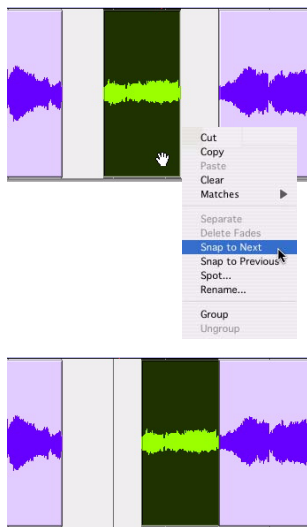 Cut
Copy
Paste
Clear
Matches
Separate
Delete Fades
Snap to Next
Snap to Previous
Spot...
Rename...
Group
Ungroup